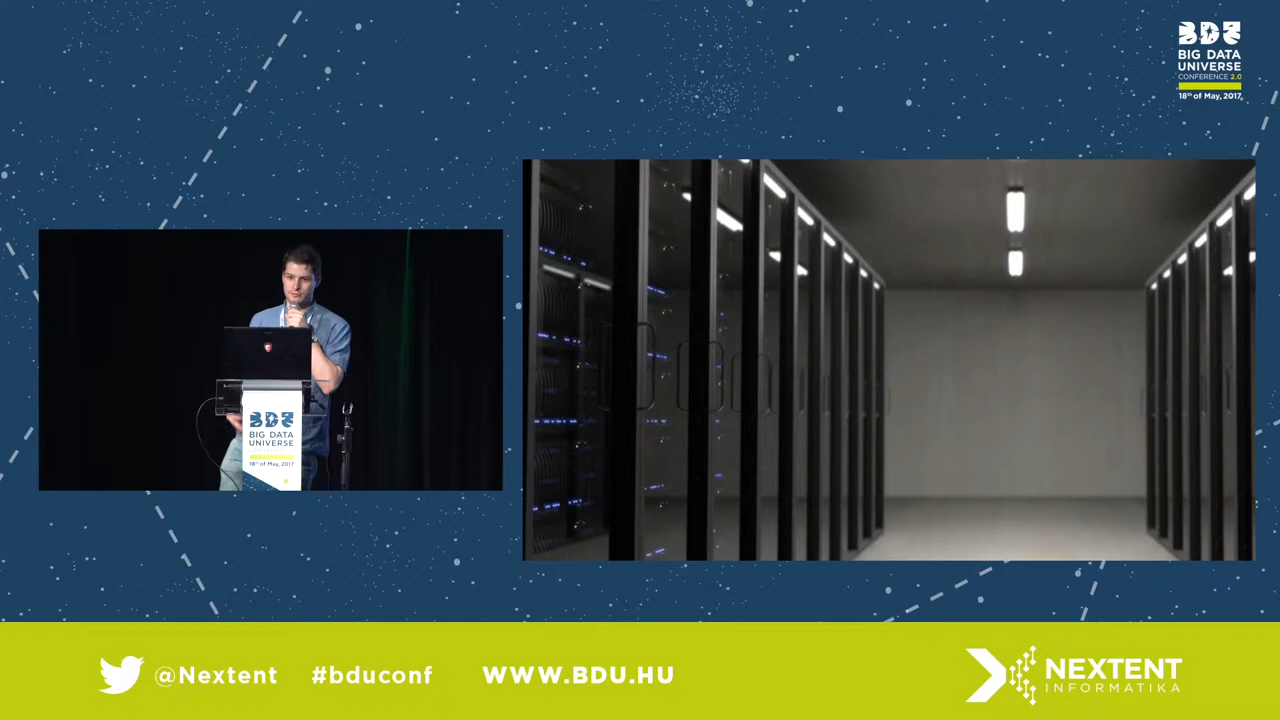 BDU
BIG DATA
UNIVERSE
CONFERENCE 2.0
18th of May, 2017.
BDU
BIG DATA
UNIVERSE
18th of May, 2017
@Nextent #bduconf WWW.BDU.HU
NEXTENT
INFORMATIKA